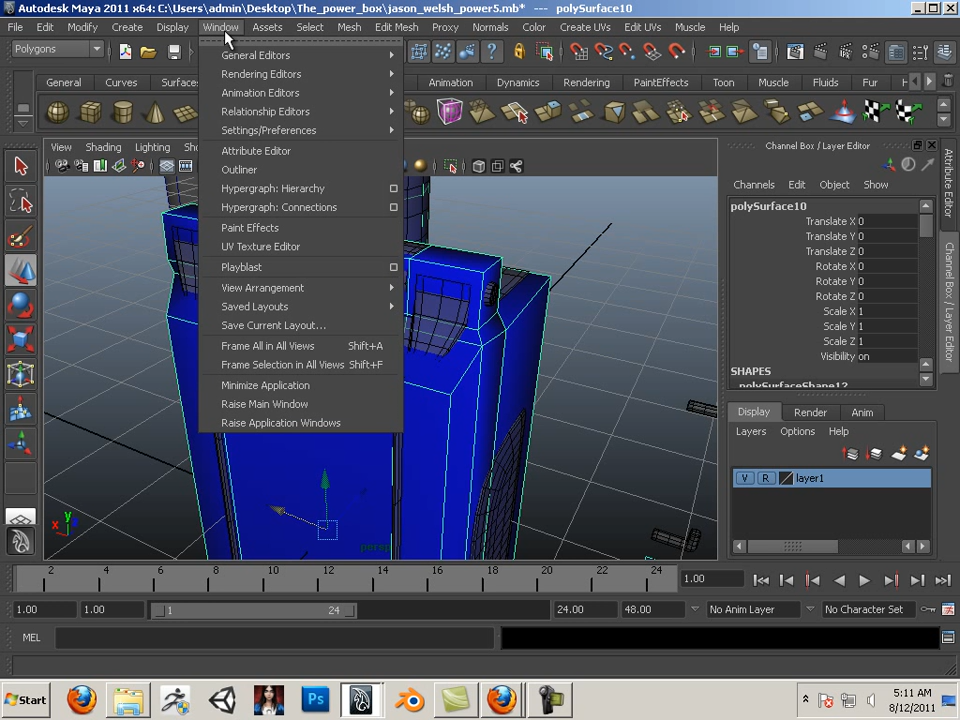 Autodesk Maya 2011 x64: C:\Users\admin\Desktop\The_power_box\jason_welsh_power5.mb* --- polySurface10
File Edit Modify Create Display Window Assets Select Mesh Edit Mesh Proxy Normals Color Create UVs Edit UVs Muscle Help
Polygons
General Curves Surfaces Animation Dynamics Rendering PaintEffects Toon Muscle Fluids Fur H
View Shading Lighting Sho
General Editors
Rendering Editors
Animation Editors
Relationship Editors
Settings/Preferences
Attribute Editor
Outliner
Hypergraph: Hierarchy
Hypergraph: Connections
Paint Effects
UV Texture Editor
Playblast
View Arrangement
Saved Layouts
Save Current Layout...
Frame All in All Views Shift+A
Frame Selection in All Views Shift+F
Minimize Application
Raise Main Window
Raise Application Windows
persp
y
x
Channel Box / Layer Editor
Channels Edit Object Show
polySurface10
Translate X 0
Translate Y 0
Translate Z 0
Rotate X 0
Rotate Y 0
Rotate Z 0
Scale X 1
Scale Y 1
Scale Z 1
Visibility on
SHAPES
polySurfaceShape12
Display Render Anim
Layers Options Help
V R layer1
Attribute Editor
Channel Box / Layer Editor
2 4 6 8 10 12 14 16 18 20 22 24
1.00
1.00 1.00 1 24 24.00 48.00 No Anim Layer No Character Set
MEL
Start
Ps
5:11 AM
8/12/2011